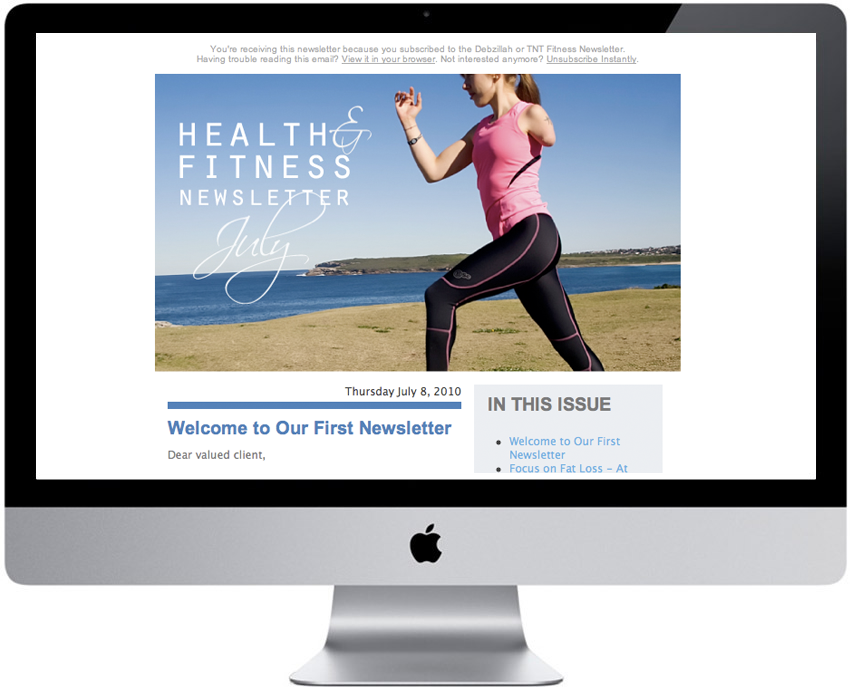 You're receiving this newsletter because you subscribed to the Debzillah or TNT Fitness Newsletter.
Having trouble reading this email? View it in your browser. Not interested anymore? Unsubscribe Instantly.
HEALTH &
FITNESS
NEWSLETTER
July
Thursday July 8, 2010
Welcome to Our First Newsletter
Dear valued client,
IN THIS ISSUE
• Welcome to Our First
Newsletter
• Focus on Fat Loss – At